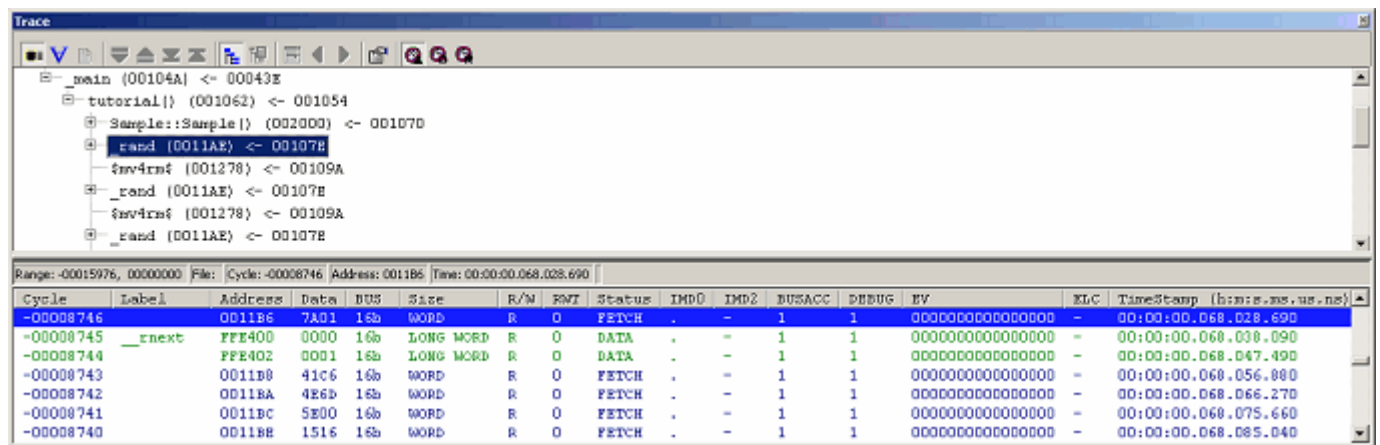 Trace
_main (00104A) <- 00043E
tutorial() (001062) <- 001054
Sample::Sample() (002000) <- 00107D
_rand (0011AE) <- 00107E
$mv4rm$ (001278) <- 00109A
_rand (0011AE) <- 00107E
$mv4rm$ (001278) <- 00109A
_rand (0011AE) <- 00107E
Range: -00015976, 00000000 File: Cycle: -00008746 Address: 0011B6 Time: 00:00:00.068.028.690
Cycle Label Address Data BUS Size R/W RWT Status IMD0 IMD2 BUSACC DEBUG EV ELC TimeStamp (h:m:s.ms.us.ns)
-00008746 0011B6 7A01 16b WORD R 0 FETCH . - 1 1 0000000000000000 - 00:00:00.068.028.690
-00008745 __rnext FFE400 0000 16b LONG WORD R 0 DATA . - 1 1 0000000000000000 - 00:00:00.068.038.090
-00008744 FFE402 0001 16b LONG WORD R 0 DATA . - 1 1 0000000000000000 - 00:00:00.068.047.490
-00008743 0011B8 41C6 16b WORD R 0 FETCH . - 1 1 0000000000000000 - 00:00:00.068.056.880
-00008742 0011BA 4E6D 16b WORD R 0 FETCH . - 1 1 0000000000000000 - 00:00:00.068.066.270
-00008741 0011BC 5E00 16b WORD R 0 FETCH . - 1 1 0000000000000000 - 00:00:00.068.075.660
-00008740 0011BE 1516 16b WORD R 0 FETCH . - 1 1 0000000000000000 - 00:00:00.068.085.040